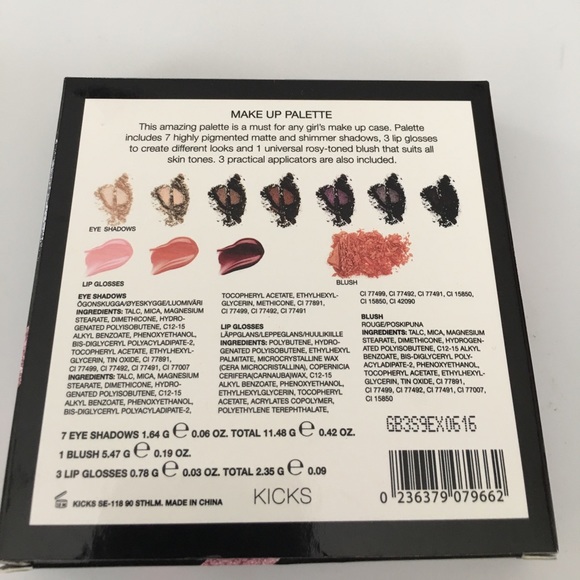 MAKE UP PALETTE
This amazing palette is a must for any girl's make up case. Palette
includes 7 highly pigmented matte and shimmer shadows, 3 lip glosses
to create different looks and 1 universal rosy-toned blush that suits all
skin tones. 3 practical applicators are also included.
EYE SHADOWS
LIP GLOSSES
BLUSH
EYE SHADOWS
ÖGONSKUGGA/ØYESKYGGE/LUOMIVÄRI
INGREDIENTS: TALC, MICA, MAGNESIUM
STEARATE, DIMETHICONE, HYDRO-
GENATED POLYISOBUTENE, C12-15
ALKYL BENZOATE, PHENOXYETHANOL,
BIS-DIGLYCERYL POLYACYLADIPATE-2,
TOCOPHERYL ACETATE, ETHYLHEXYL-
GLYCERIN, TIN OXIDE, CI 77891,
CI 77499, CI 77492, CI 77491, CI 77007
INGREDIENTS: TALC, MICA, MAGNESIUM
STEARATE, DIMETHICONE, HYDRO-
GENATED POLYISOBUTENE, C12-15
ALKYL BENZOATE, PHENOXYETHANOL,
BIS-DIGLYCERYL POLYACYLADIPATE-2,
TOCOPHERYL ACETATE, ETHYLHEXYL-
GLYCERIN, METHICONE, CI 77491
LIP GLOSSES
LÄPPGLANS/LEPPEGLANS/HUULIKIILLE
INGREDIENTS: POLYBUTENE, HYDRO-
GENATED POLYISOBUTENE, ETHYLHEXYL
PALMITATE, MICROCRYSTALLINE WAX
(CERA MICROCRISTALLINA), COPERNICIA
CERIFERA(CARNAUBA)WAX, C12-15
ALKYL BENZOATE, PHENOXYETHANOL,
ETHYLHEXYLGLYCERIN, TOCOPHERYL
ACETATE, ACRYLATES COPOLYMER,
POLYETHYLENE TEREPHTHALATE,
CI 77499, CI 77492, CI 77491, CI 15850,
CI 15850, CI 42090
BLUSH
ROUGE/POSKIPUNA
INGREDIENTS: TALC, MICA, MAGNESIUM
STEARATE, DIMETHICONE, HYDROGEN-
ATED POLYISOBUTENE, C12-15 ALKYL
BENZOATE, PHENOXYETHANOL,
BIS-DIGLYCERYL POLY-
ACYLADIPATE-2, TOCOPHERYL
ACETATE, ETHYLHEXYL-
GLYCERIN, TIN OXIDE, CI 77891,
CI 77499, CI 77492, CI 77491, CI 77007,
CI 15850
7 EYE SHADOWS 1.64 G ℮ 0.06 OZ. TOTAL 11.48 G ℮ 0.42 OZ.
1 BLUSH 5.47 G ℮ 0.19 OZ.
3 LIP GLOSSES 0.78 G ℮ 0.03 OZ. TOTAL 2.35 G ℮ 0.09
GB3S9EX0616
KICKS SE-118 90 STHLM. MADE IN CHINA
KICKS
0 236379 079662